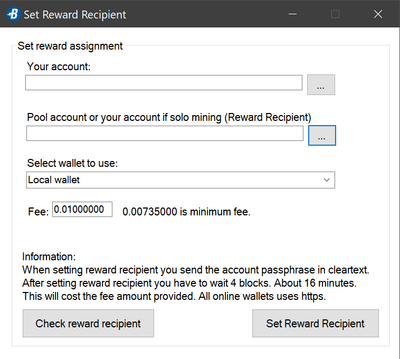 Set Reward Recipient
Set reward assignment
Your account:
...
Pool account or your account if solo mining (Reward Recipient)
...
Select wallet to use:
Local wallet
Fee: 0.01000000 0.00735000 is minimum fee.
Information:
When setting reward recipient you send the account passphrase in cleartext.
After setting reward recipient you have to wait 4 blocks. About 16 minutes.
This will cost the fee amount provided. All online wallets uses https.
Check reward recipient Set Reward Recipient